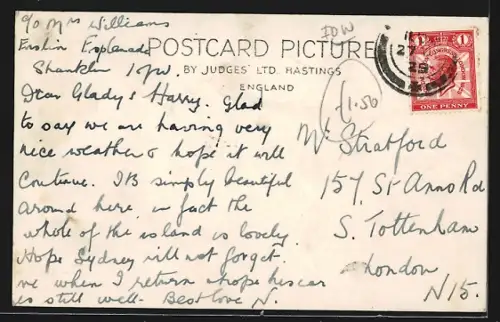 c/o Mrs Williams
Esplanade
Shanklin I.W.
IOW
POSTCARD PICTURE
BY JUDGES' LTD. HASTINGS
ENGLAND
27
29
1
ONE PENNY
£1.50
Dear Gladys & Harry. Glad
to say we are having very
nice weather & hope it will
Continue. It's simply beautiful
around here, in fact the
whole of the island is lovely.
Hope Sydney will not forget
me when I return & hope his car
is still well. Best love N.
Mr Stratford
157, St Anns Rd
S. Tottenham
London
N15.